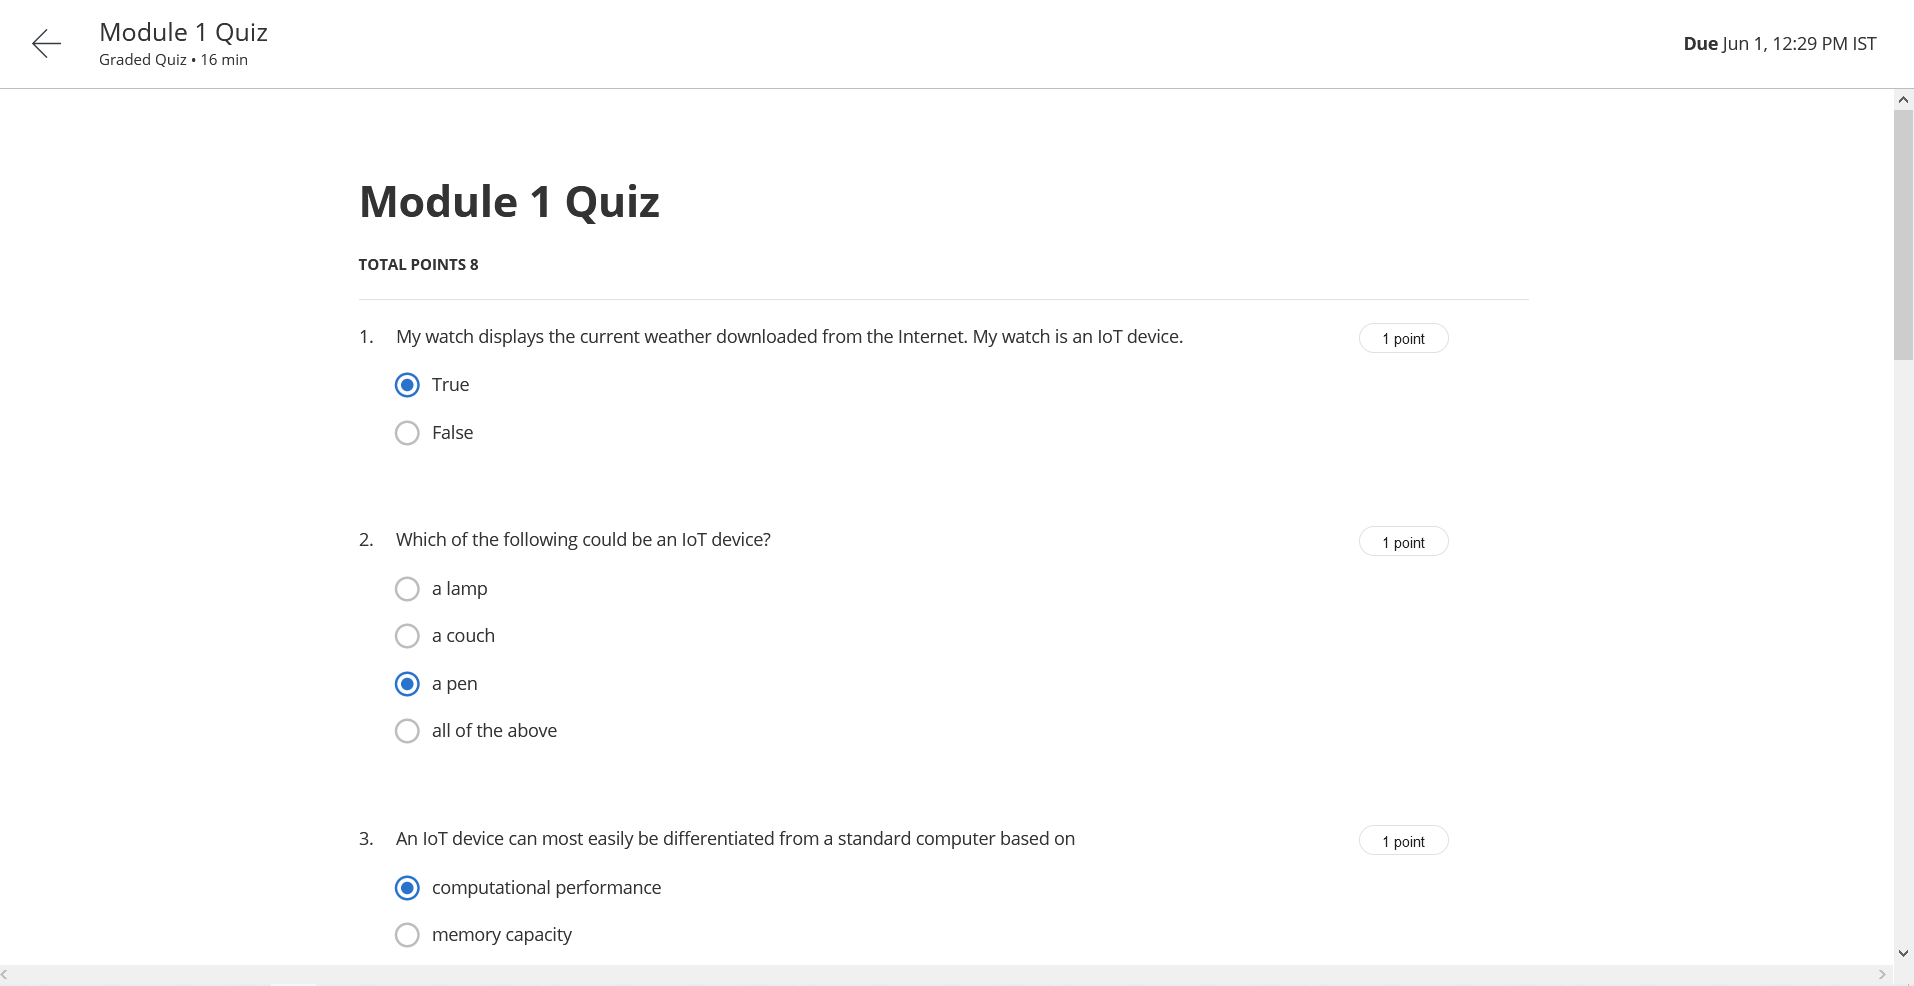 Module 1 Quiz
Graded Quiz • 16 min
Due Jun 1, 12:29 PM IST
Module 1 Quiz
TOTAL POINTS 8
1. My watch displays the current weather downloaded from the Internet. My watch is an IoT device.
1 point
True
False
2. Which of the following could be an IoT device?
1 point
a lamp
a couch
a pen
all of the above
3. An IoT device can most easily be differentiated from a standard computer based on
1 point
computational performance
memory capacity